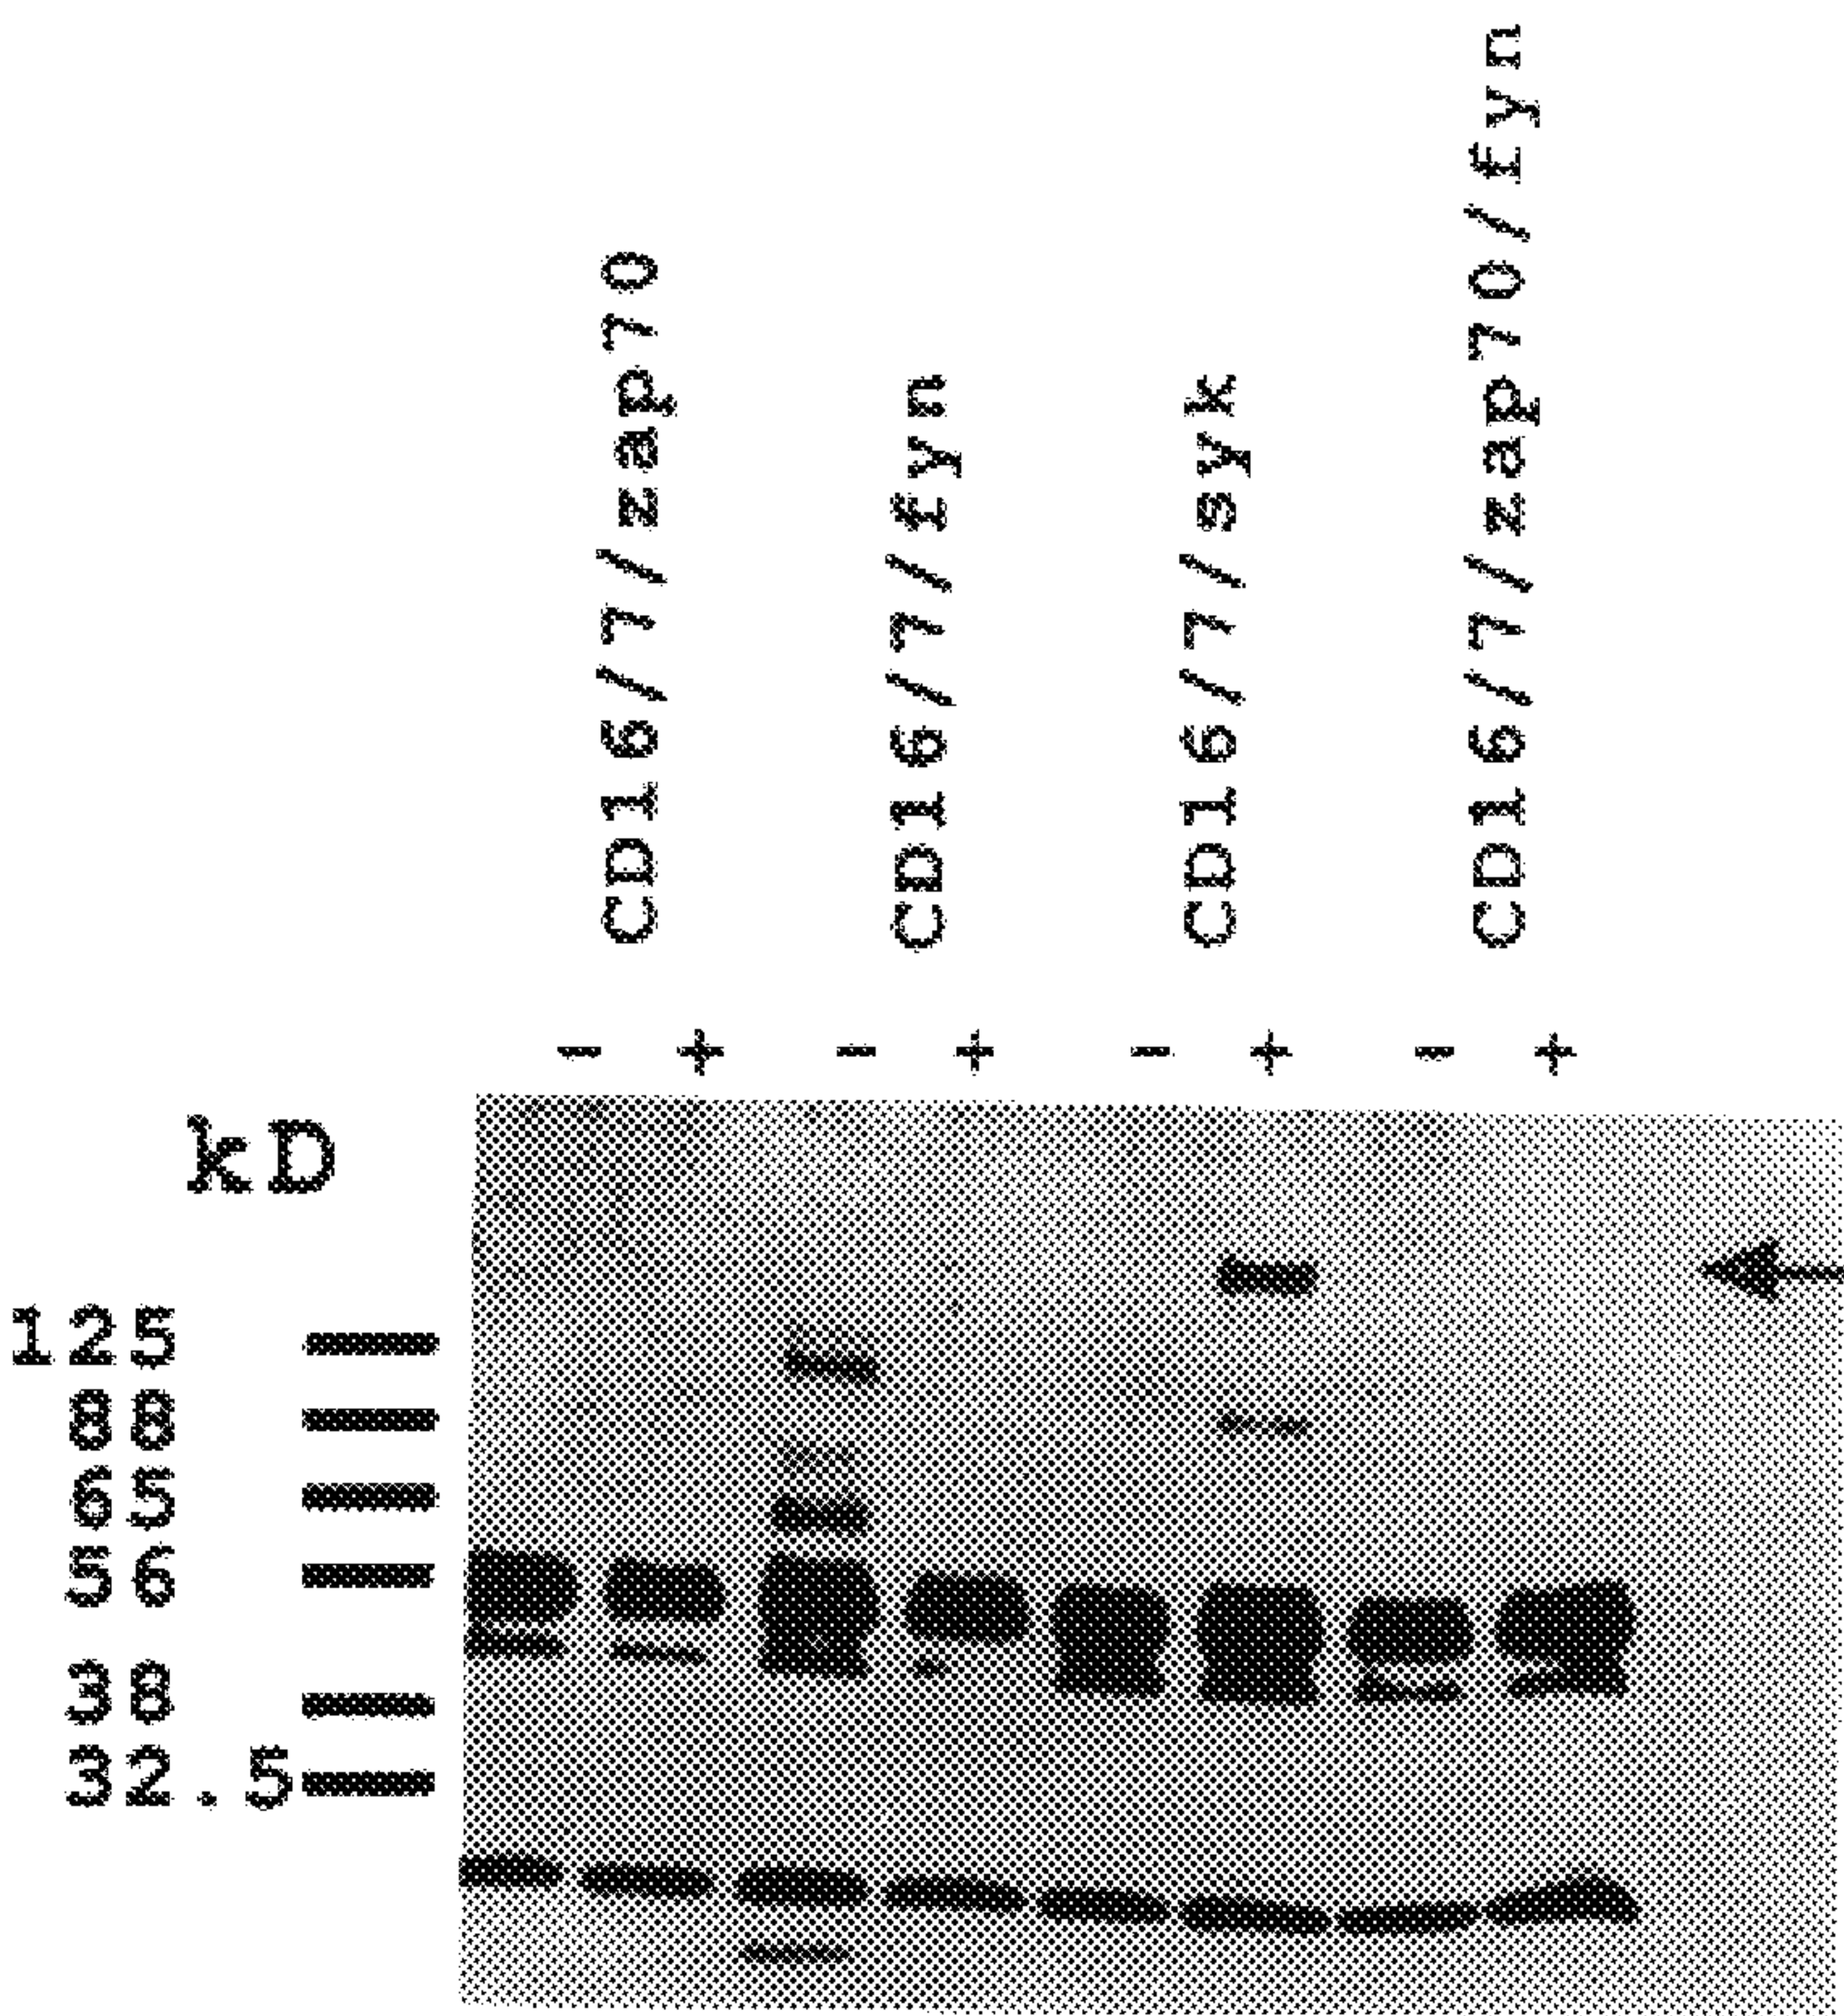 CD16/7/zap70
CD16/7/fyn
CD16/7/syk
CD16/7/zap70/fyn
- + - + - + - +
kD
125
88
65
56
38
32.5